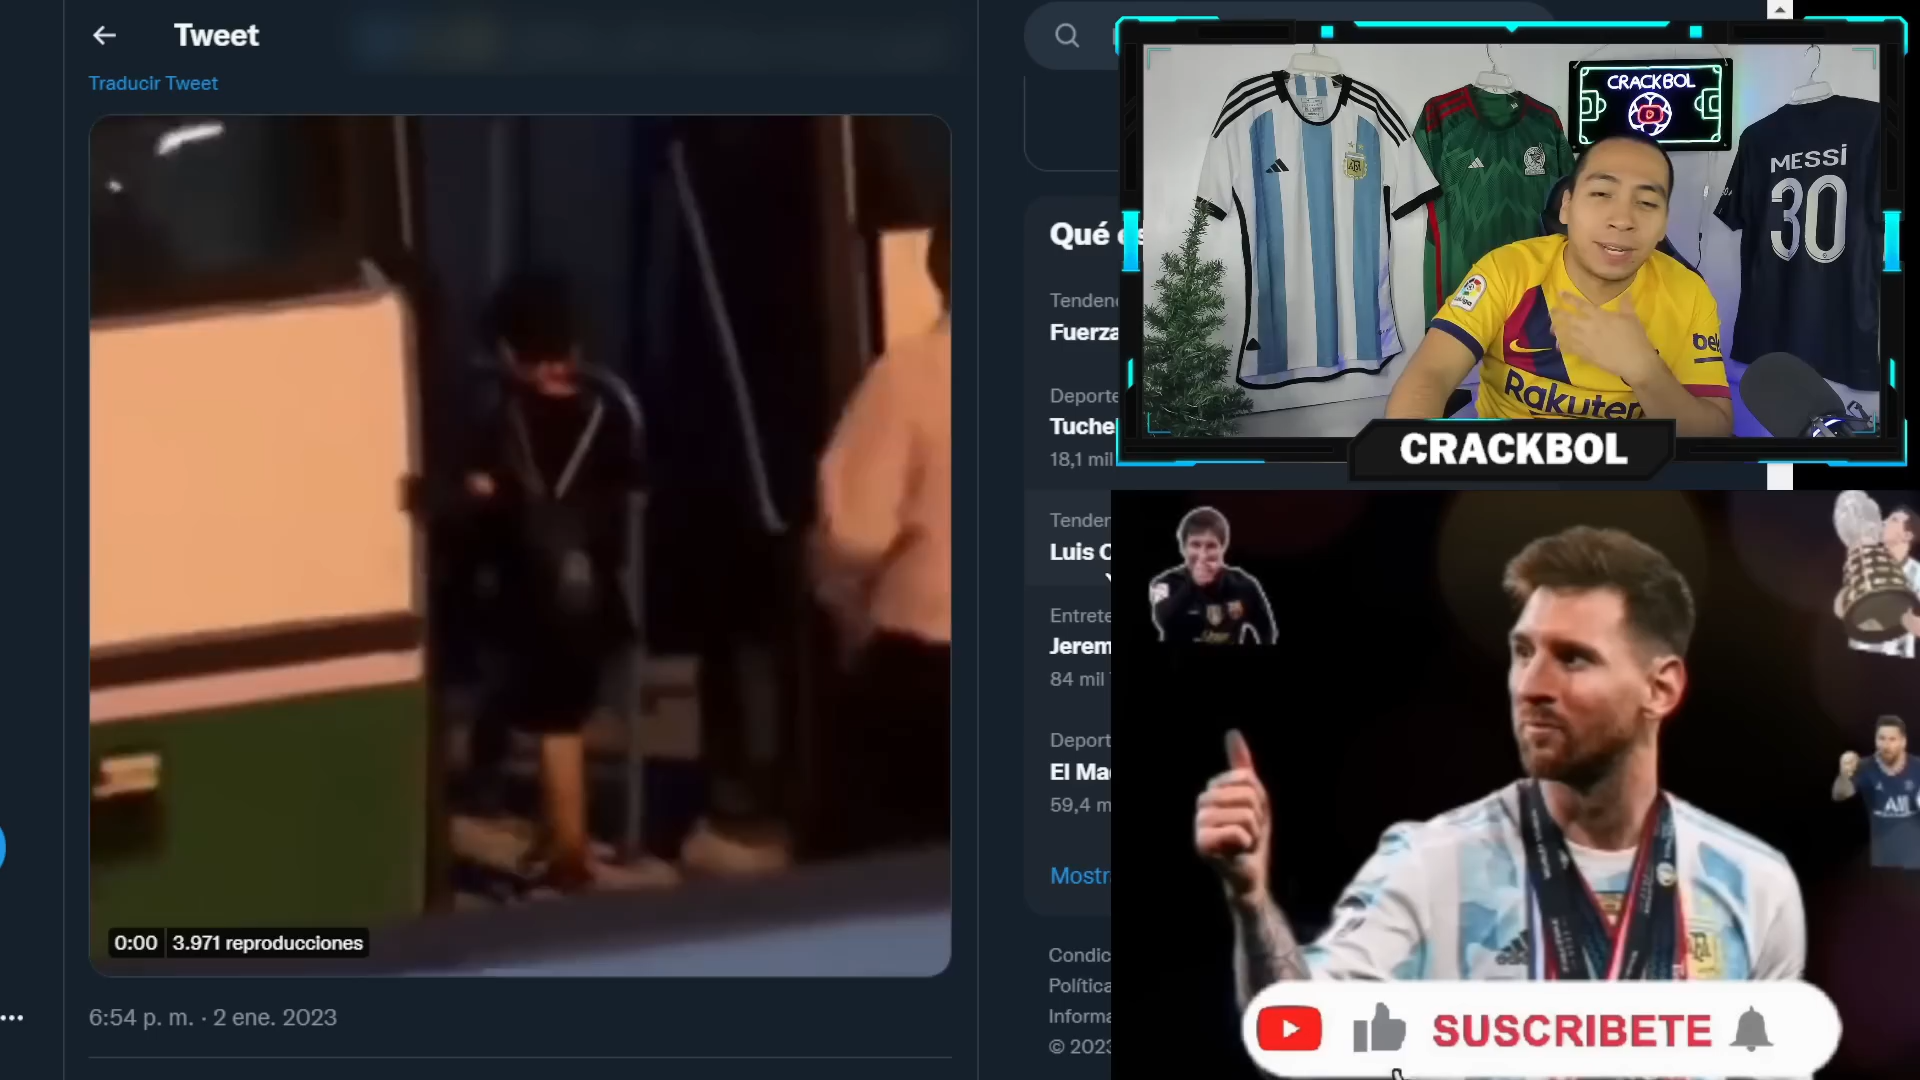 Tweet
Traducir Tweet
0:00 3.971 reproducciones
6:54 p. m. · 2 ene. 2023
Qué
Fuerza
Deporte
Tuche
18,1 mil
Tenden
Luis
Entrete
Jerem
84 mil
Deport
El Ma
59,4 m
Mostr
Condic
Política
Informa
© 2023
CRACKBOL
MESSI
30
Rakuten
CRACKBOL
SUSCRIBETE